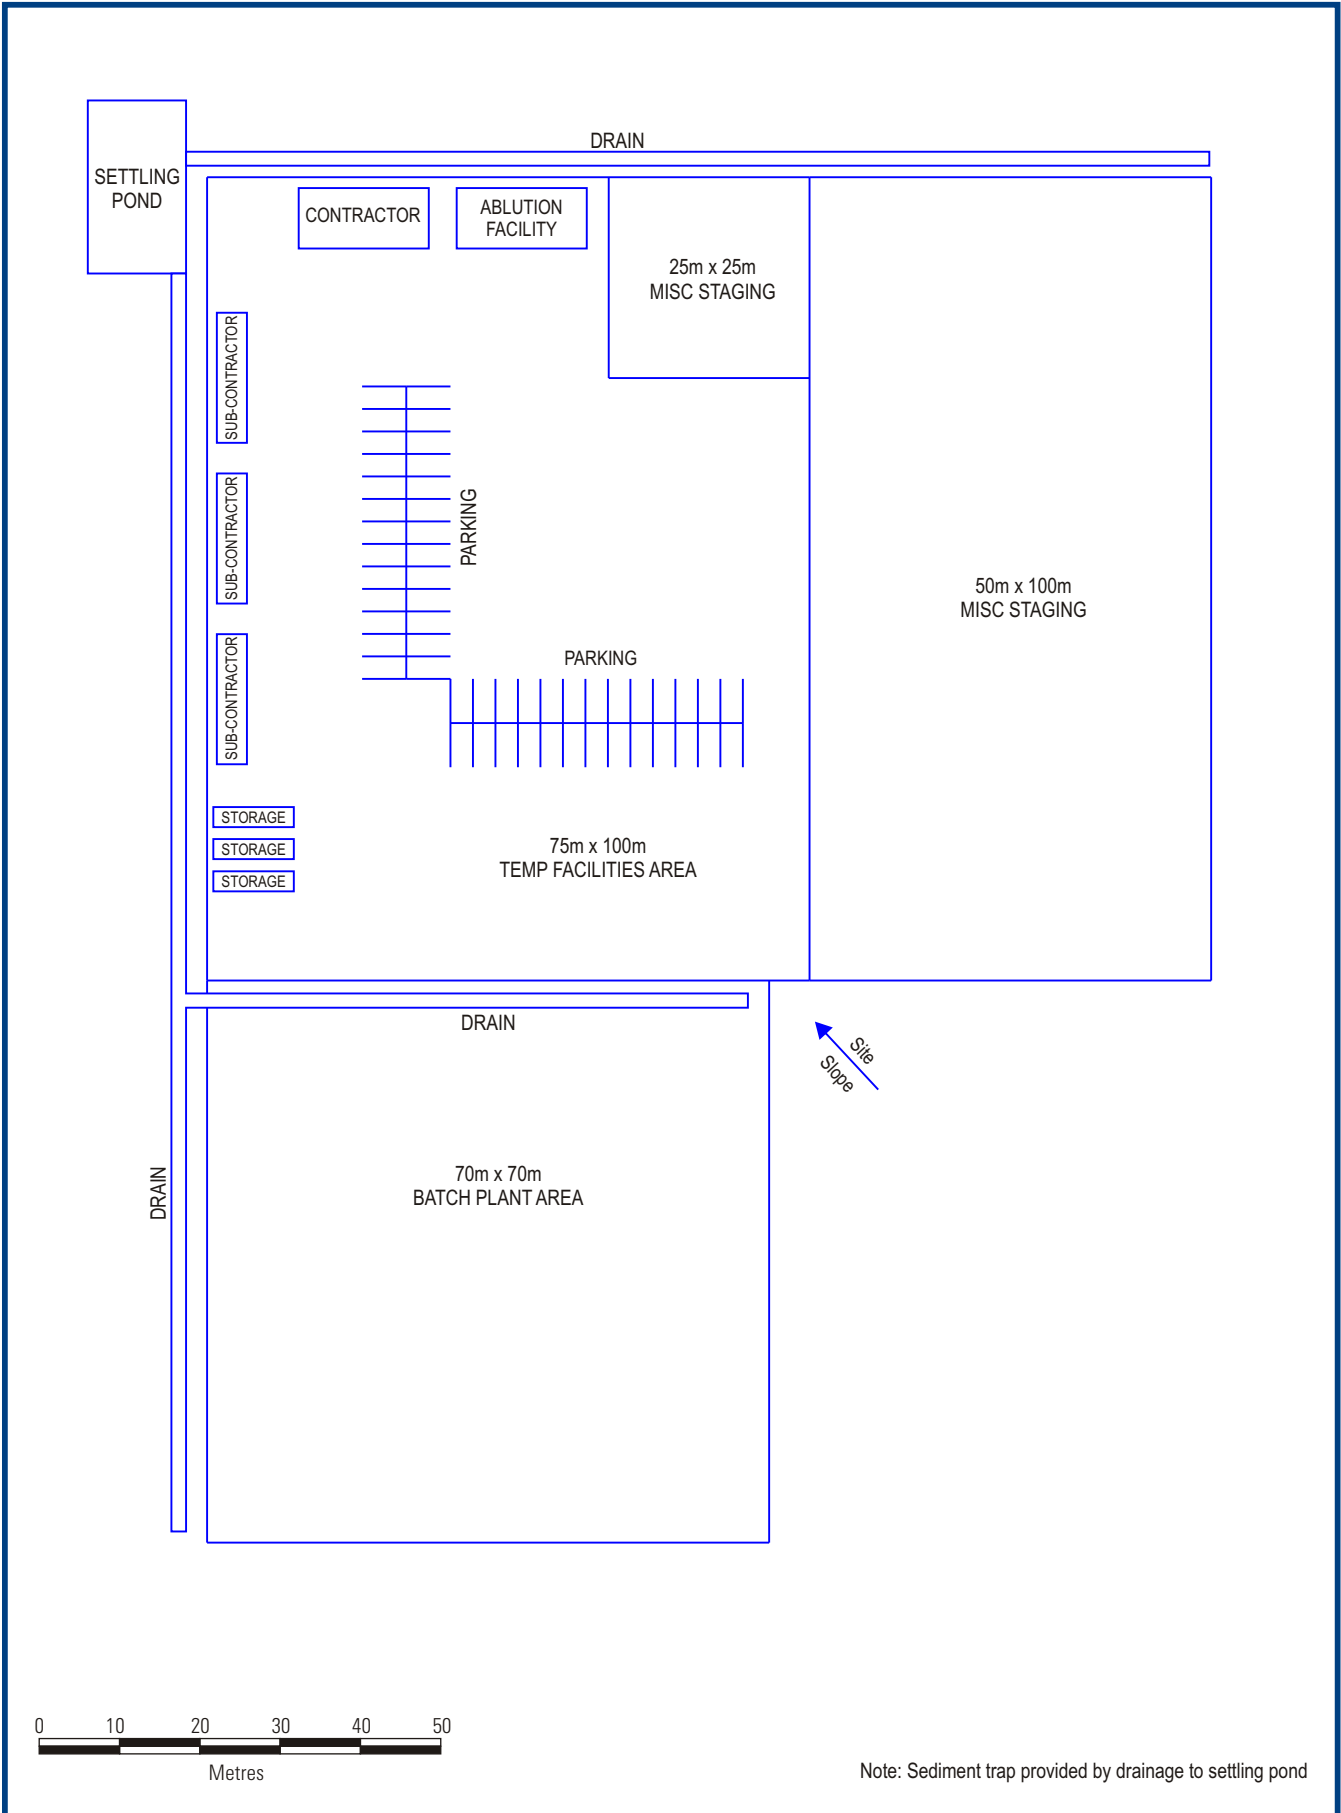 DRAIN
SETTLING
POND
CONTRACTOR
ABLUTION
FACILITY
25m x 25m
MISC STAGING
SUB-CONTRACTOR
SUB-CONTRACTOR
SUB-CONTRACTOR
PARKING
PARKING
50m x 100m
MISC STAGING
STORAGE
STORAGE
STORAGE
75m x 100m
TEMP FACILITIES AREA
DRAIN
Site
Slope
70m x 70m
BATCH PLANT AREA
DRAIN
0 10 20 30 40 50
Metres
Note: Sediment trap provided by drainage to settling pond